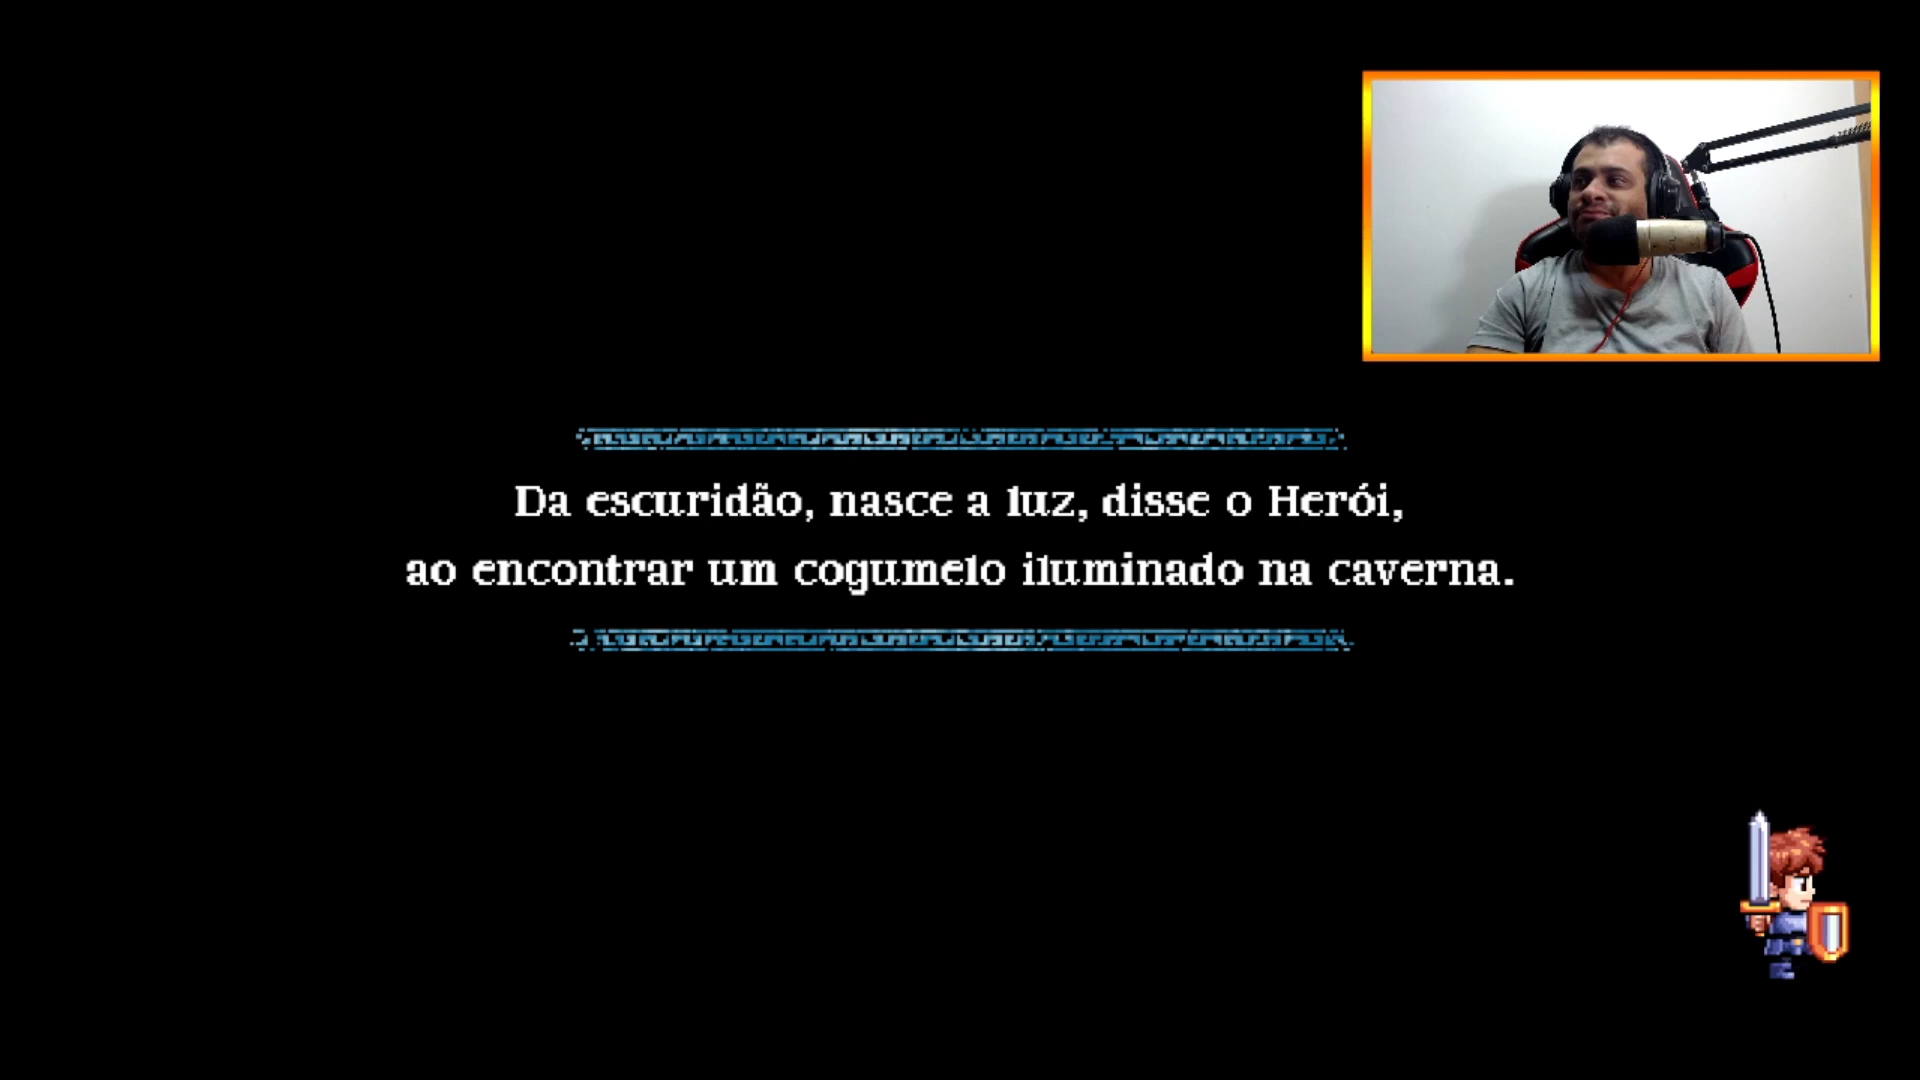 Da escuridão, nasce a luz, disse o Herói,
ao encontrar um cogumelo iluminado na caverna.